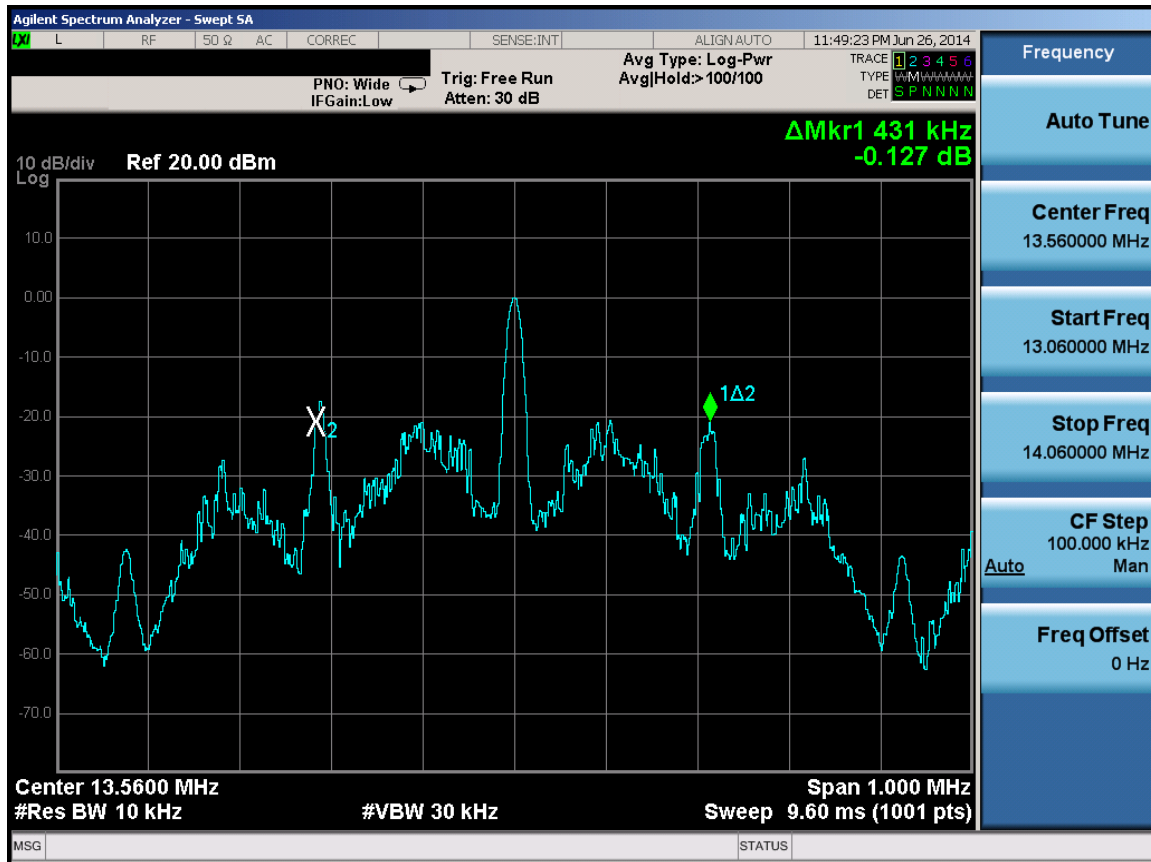 Agilent Spectrum Analyzer - Swept SA
LXI L RF 50 Ω AC CORREC SENSE:INT ALIGN AUTO 11:49:23 PM Jun 26, 2014
PNO: Wide
IFGain:Low
Trig: Free Run
Atten: 30 dB
Avg Type: Log-Pwr
Avg|Hold:>100/100
TRACE 1 2 3 4 5 6
TYPE WMWWWWW
DET S P N N N N
ΔMkr1 431 kHz
-0.127 dB
10 dB/div Ref 20.00 dBm
Log
10.0
0.00
-10.0
-20.0
-30.0
-40.0
-50.0
-60.0
-70.0
2
1Δ2
Center 13.5600 MHz
Span 1.000 MHz
#Res BW 10 kHz
#VBW 30 kHz
Sweep 9.60 ms (1001 pts)
MSG
STATUS
Frequency
Auto Tune
Center Freq
13.560000 MHz
Start Freq
13.060000 MHz
Stop Freq
14.060000 MHz
CF Step
100.000 kHz
Auto Man
Freq Offset
0 Hz